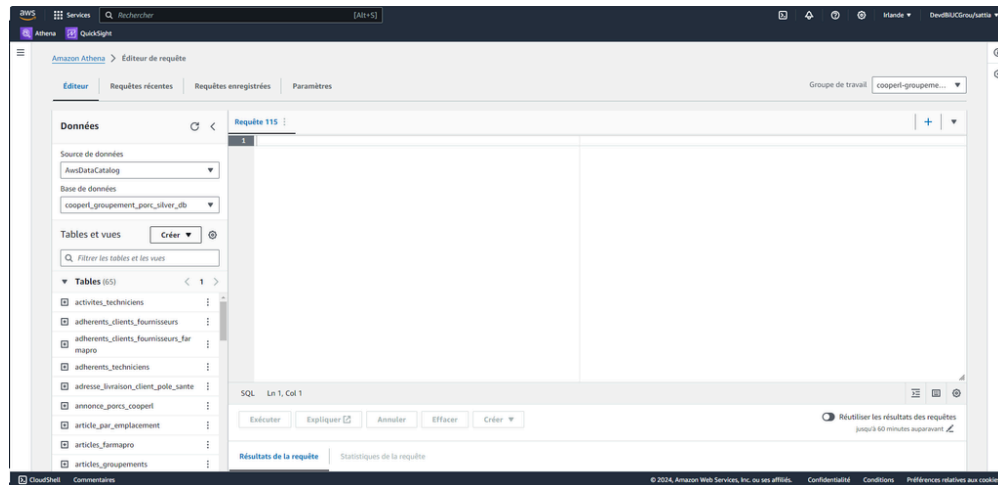 aws Services Rechercher [Alt+S] Irlande DevdBiUCGrou/sattia
Athena QuickSight
Amazon Athena > Éditeur de requête
Éditeur Requêtes récentes Requêtes enregistrées Paramètres Groupe de travail cooperl-groupeme...
Données
Requête 115
1
Source de données
AwsDataCatalog
Base de données
cooperl_groupement_porc_silver_db
Tables et vues Créer
Filtrer les tables et les vues
Tables (65) < 1 >
activites_techniciens
adherents_clients_fournisseurs
adherents_clients_fournisseurs_far
mapro
adherents_techniciens
adresse_livraison_client_pole_sante
annonce_porcs_cooperl
article_par_emplacement
articles_farmapro
articles_groupements
SQL Ln 1, Col 1
Exécuter Expliquer Annuler Effacer Créer
Réutiliser les résultats des requêtes
jusqu'à 60 minutes auparavant
Résultats de la requête Statistiques de la requête
CloudShell Commentaires © 2024, Amazon Web Services, Inc. ou ses affiliés. Confidentialité Conditions Préférences relatives aux cookie